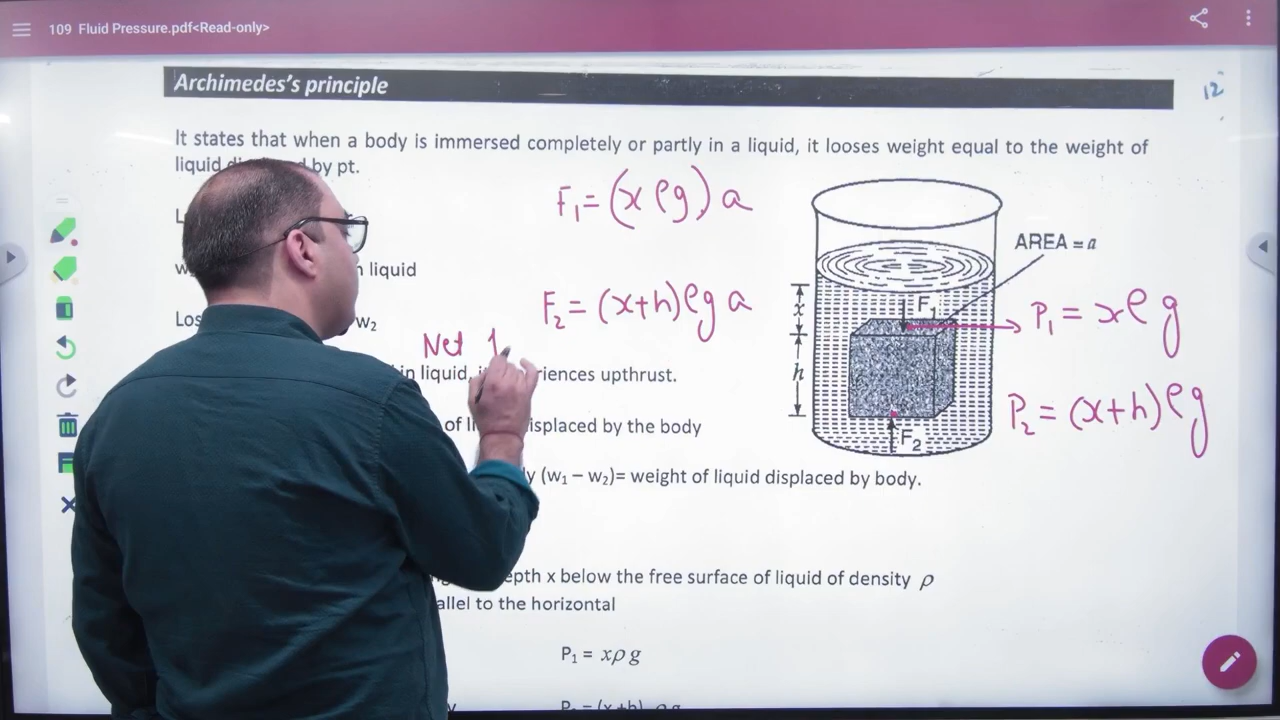 109 Fluid Pressure.pdf<Read-only>
Archimedes's principle
12
It states that when a body is immersed completely or partly in a liquid, it looses weight equal to the weight of
liquid by pt.
F₁ = (xρg) a
AREA = a
liquid
F₂ = (x+h)ρg a
x
F₁
P₁ = xρg
w₂
Net
h
in liquid, riences upthrust.
P₂ = (x+h)ρg
of isplaced by the body
F₂
(w₁ – w₂)= weight of liquid displaced by body.
epth x below the free surface of liquid of density ρ
allel to the horizontal
P₁ = xρ g